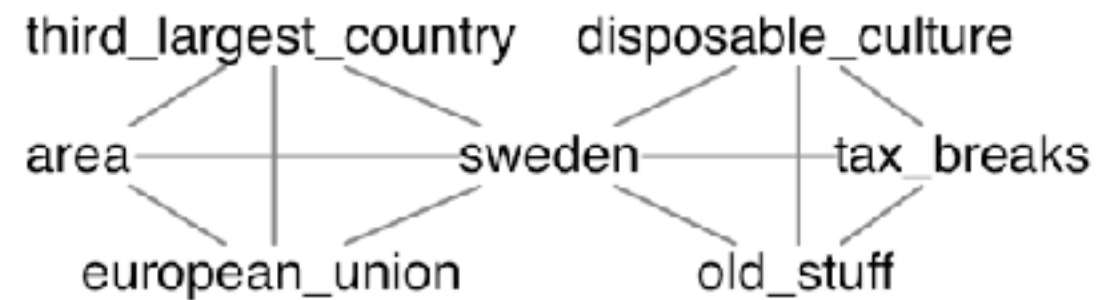 third_largest_country disposable_culture
area sweden tax_breaks
european_union old_stuff